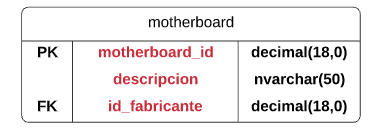 motherboard
PK motherboard_id decimal(18,0)
descripcion nvarchar(50)
FK id_fabricante decimal(18,0)